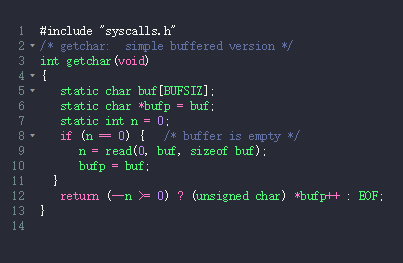 1 #include "syscalls.h"
2 /* getchar: simple buffered version */
3 int getchar(void)
4 {
5 static char buf[BUFSIZ];
6 static char *bufp = buf;
7 static int n = 0;
8 if (n == 0) { /* buffer is empty */
9 n = read(0, buf, sizeof buf);
10 bufp = buf;
11 }
12 return (--n >= 0) ? (unsigned char) *bufp++ : EOF;
13 }
14